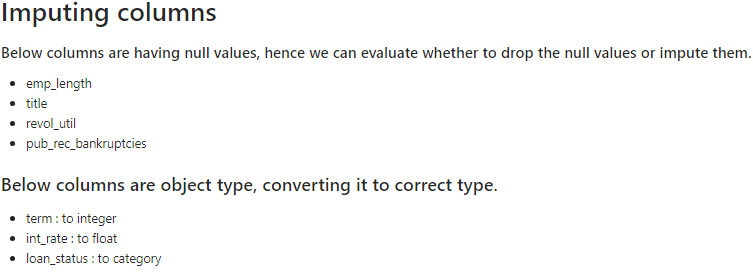 Imputing columns
Below columns are having null values, hence we can evaluate whether to drop the null values or impute them.
emp_length
title
revol_util
pub_rec_bankruptcies
Below columns are object type, converting it to correct type.
term : to integer
int_rate : to float
loan_status : to category